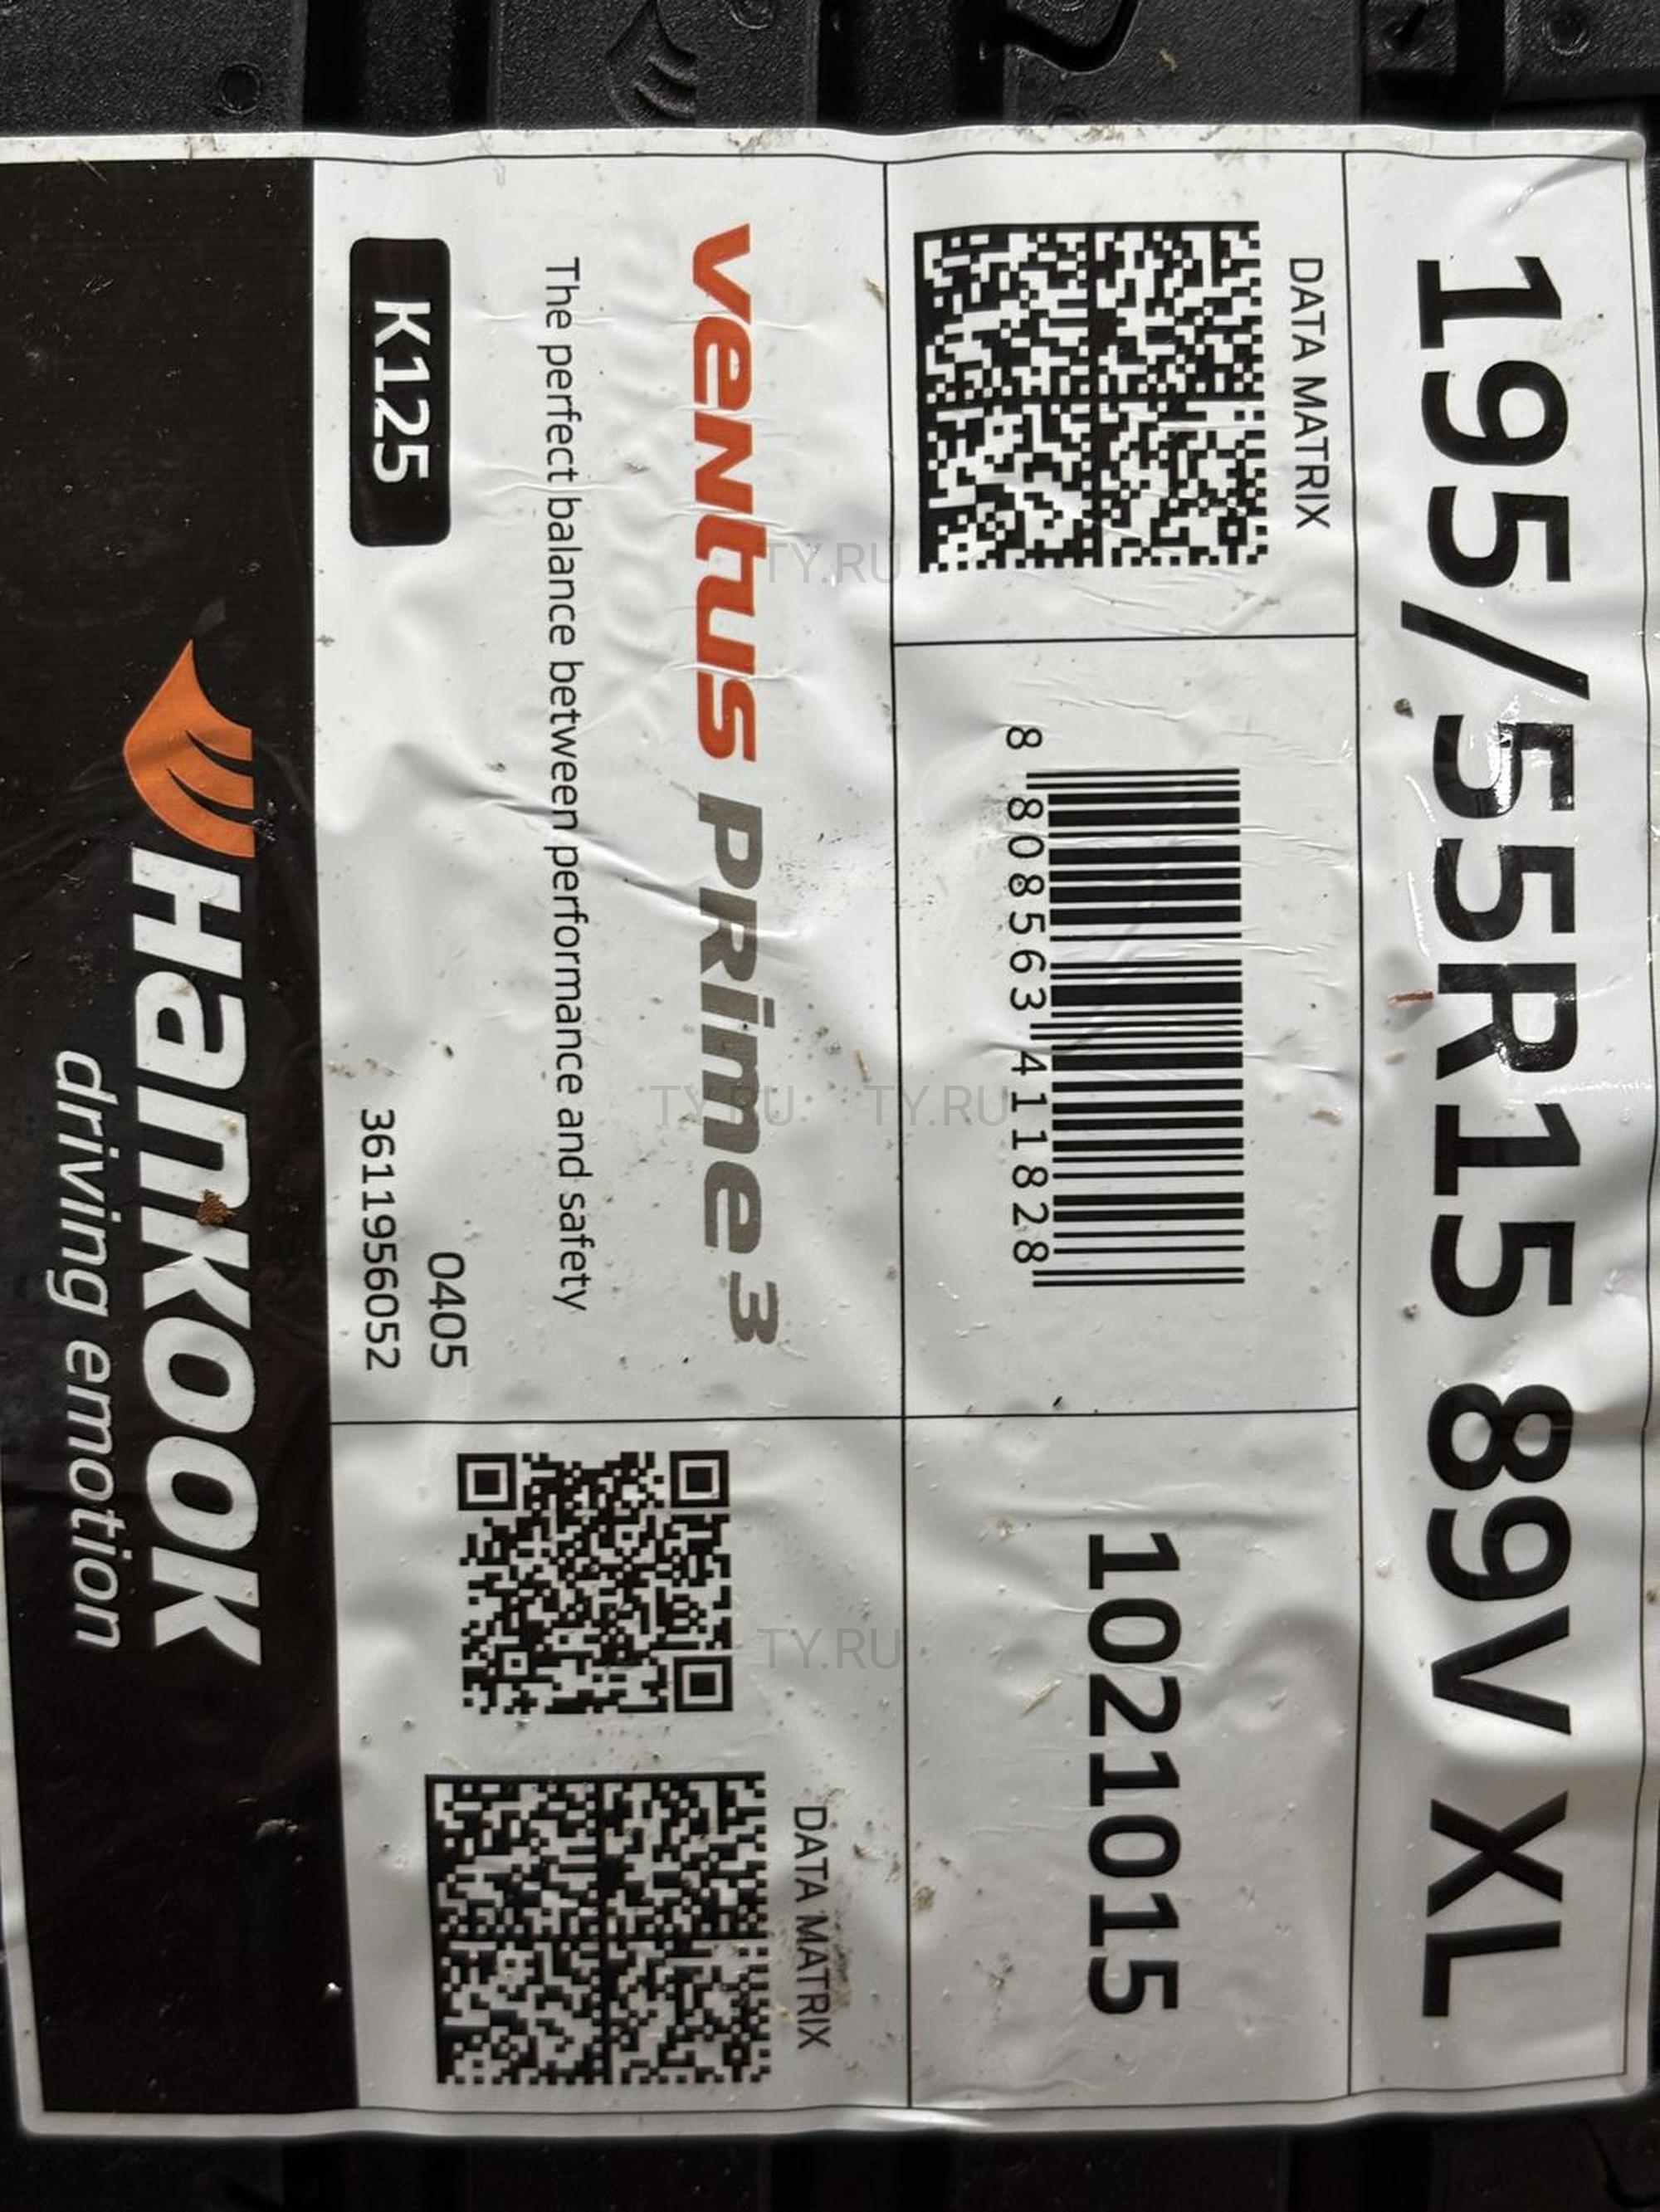 195/55R15 89V XL
DATA MATRIX
8 808563 411828
1021015
Ventus Prime 3
The perfect balance between performance and safety
K125
0405
3611956052
DATA MATRIX
Hankook
driving emotion
TY.RU
TY.RU
TY.RU
TY.RU